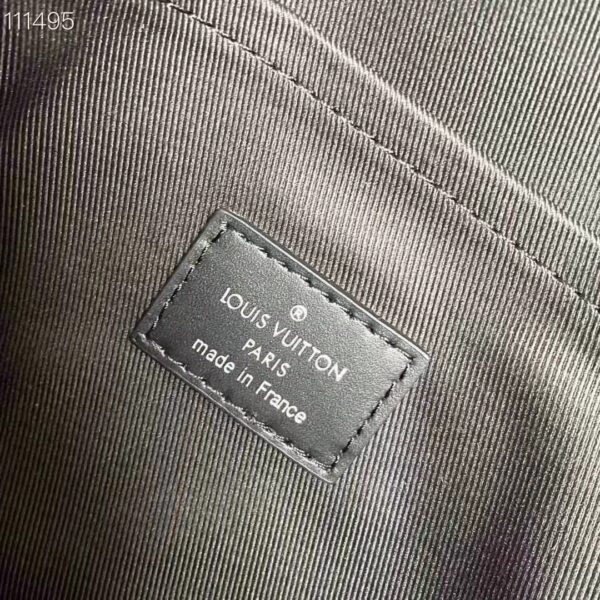 111495
®
LOUIS VUITTON
PARIS
made in France